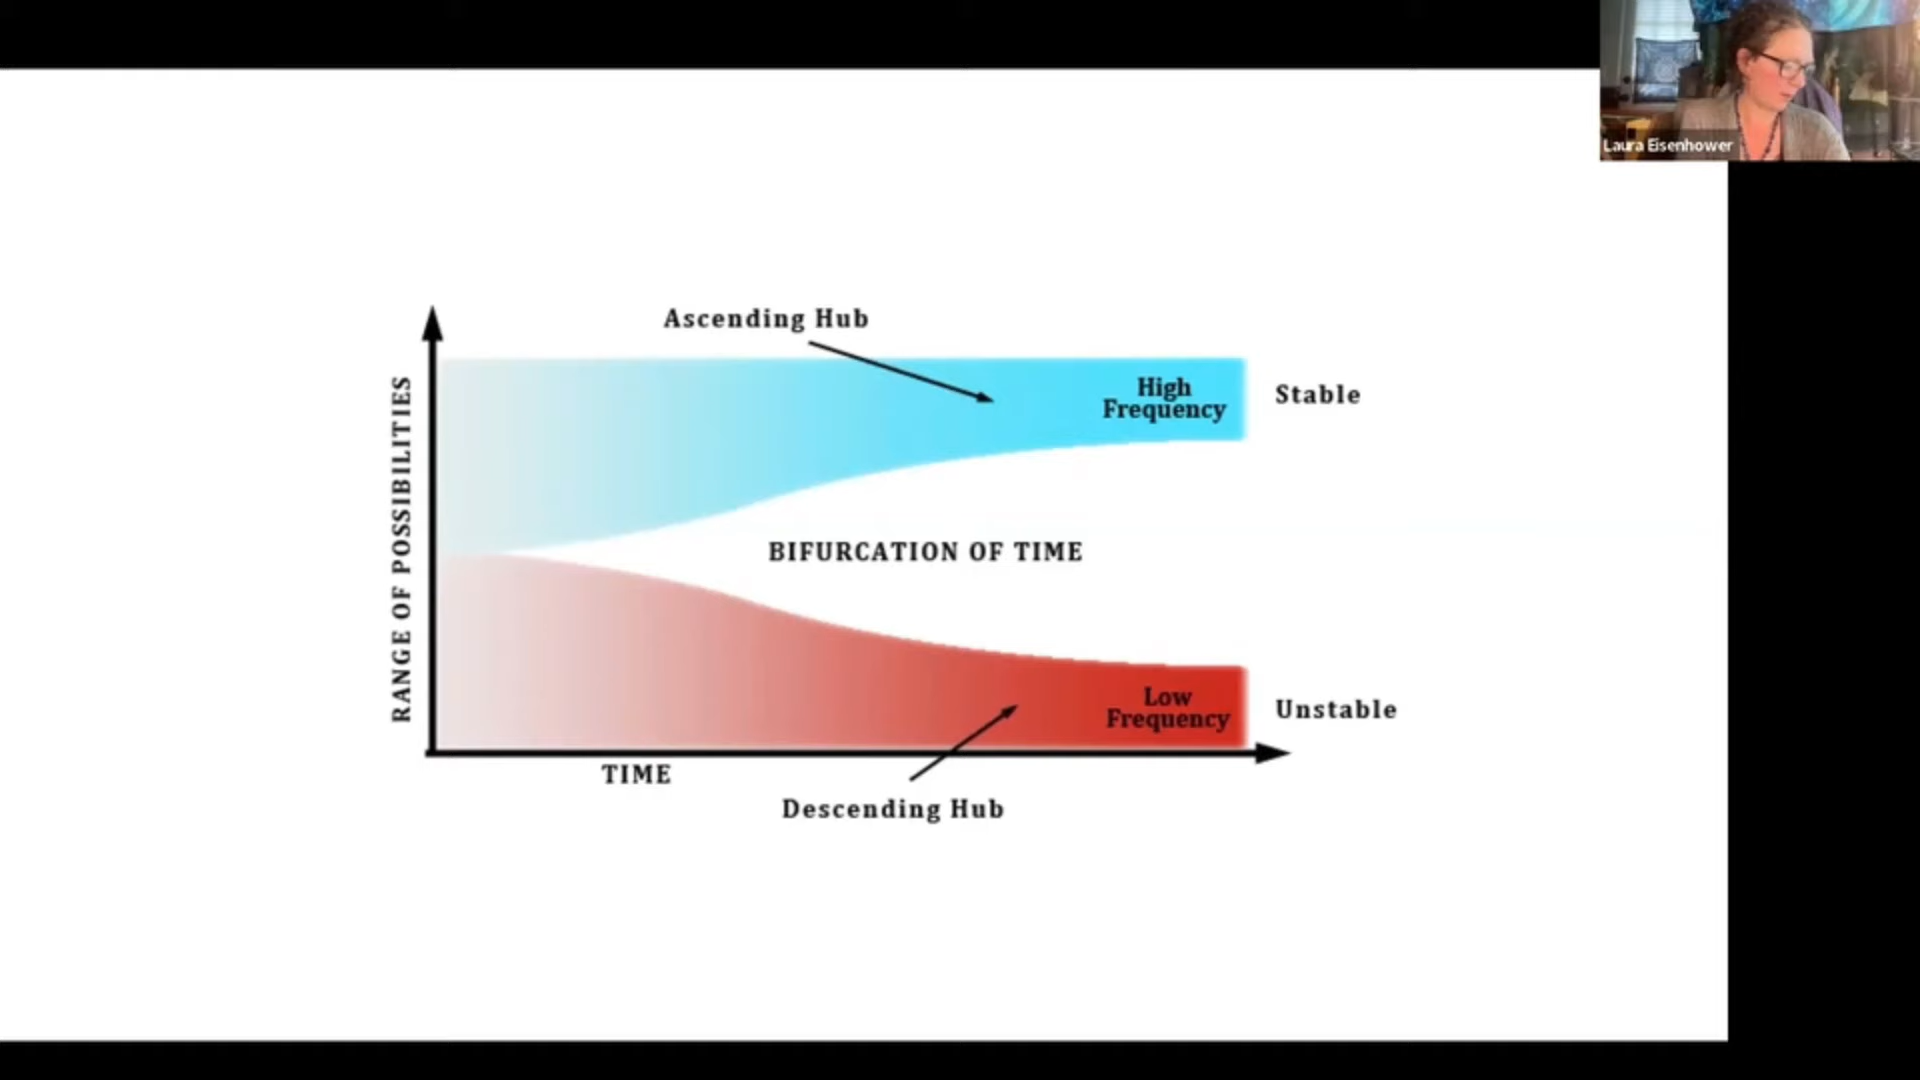 Laura Eisenhower
Ascending Hub
High
Frequency
Stable
RANGE OF POSSIBILITIES
BIFURCATION OF TIME
Low
Frequency
Unstable
TIME
Descending Hub